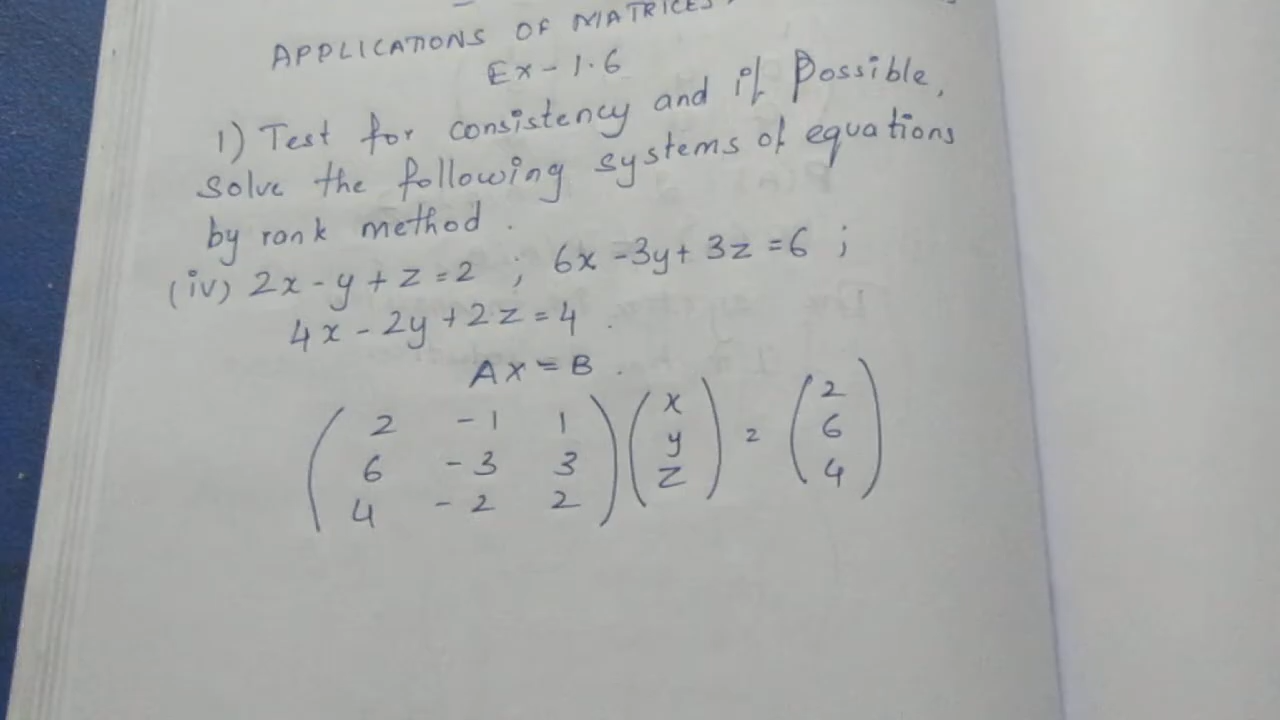 APPLICATIONS OF MATRICES
Ex - 1.6
1) Test for consistency and if Possible,
solve the following systems of equations
by rank method.
(iv) 2x - y + z = 2 ; 6x - 3y + 3z = 6 ;
4x - 2y + 2z = 4 .
AX = B .
( 2 -1 1 ) ( x ) = ( 2 )
( 6 -3 3 ) ( y ) ( 6 )
( 4 -2 2 ) ( z ) ( 4 )